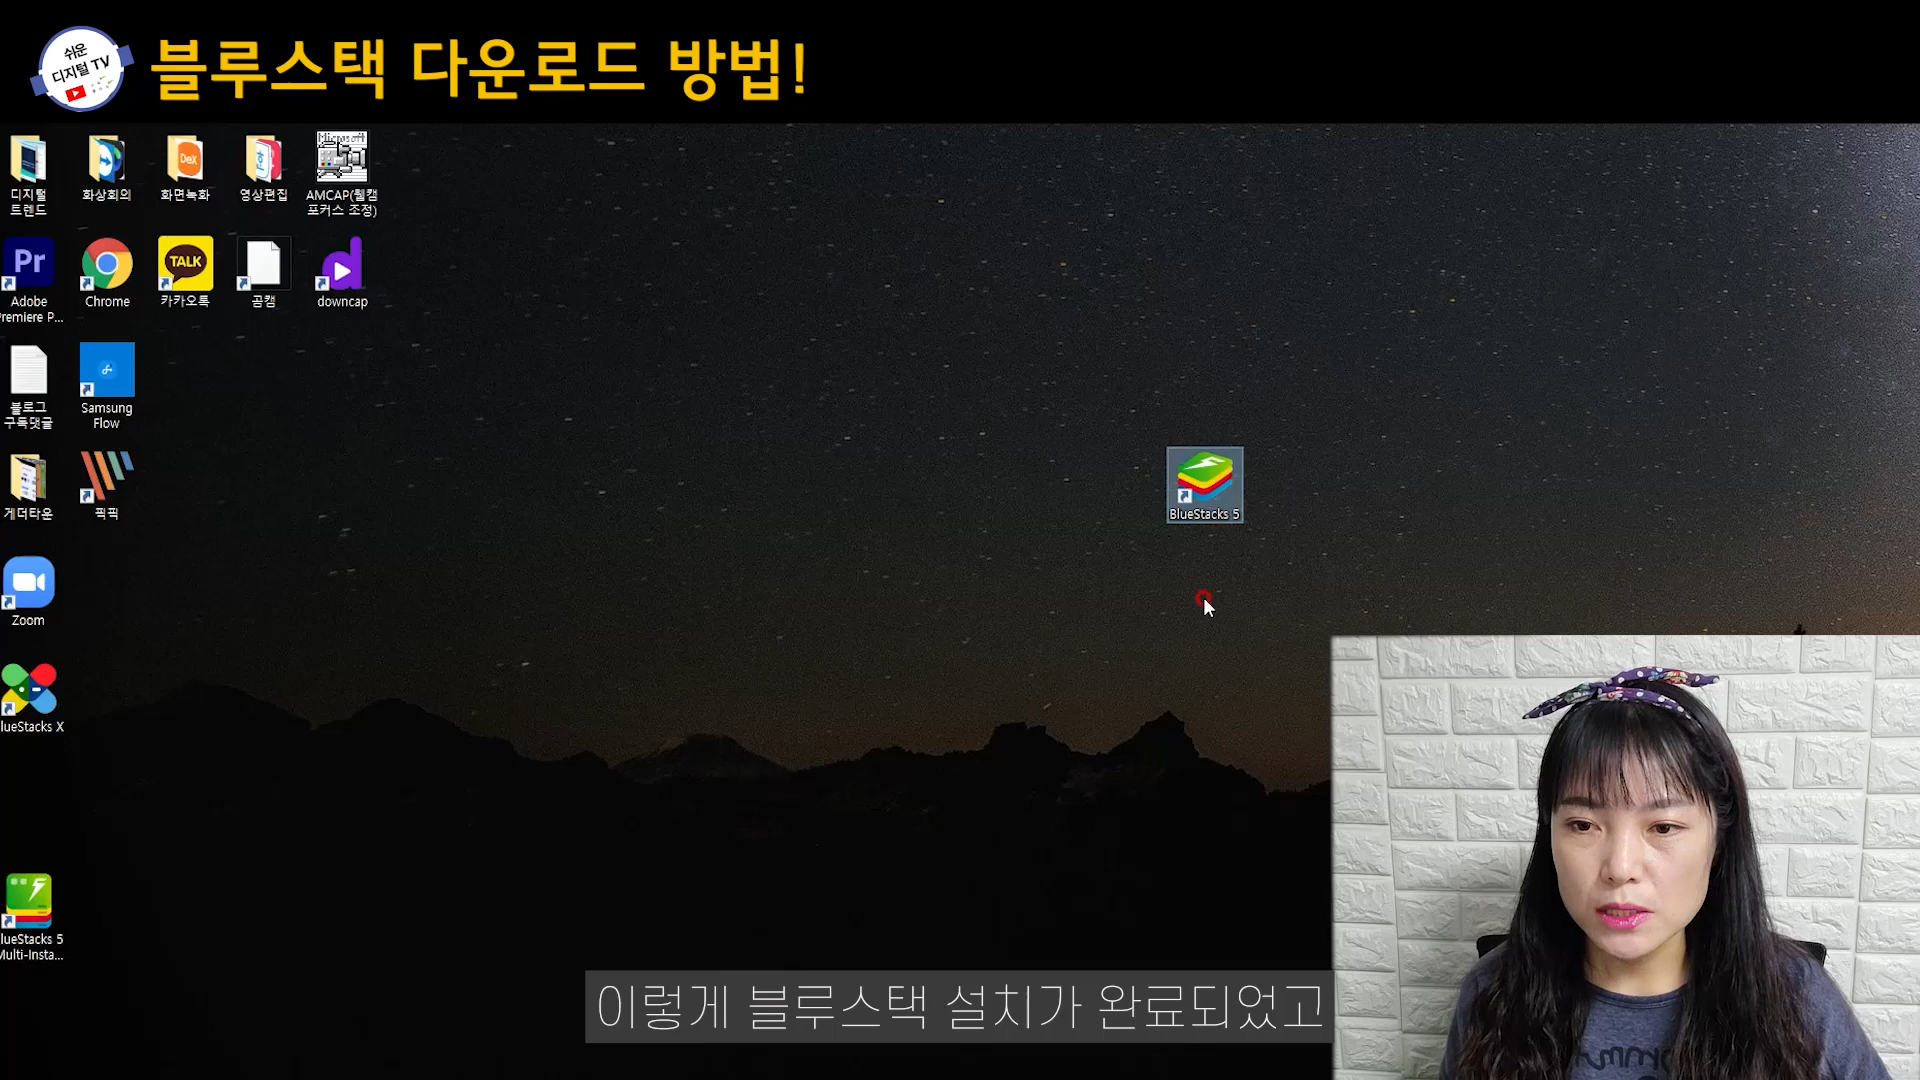 쉬운
디지털 TV
블루스택 다운로드 방법!
디지털
트렌드
화상회의
화면녹화
DeX
영상편집
Microsoft
AMCAP(웹캠
포커스 조정)
Pr
Adobe
remiere P...
Chrome
TALK
카카오톡
곰캠
downcap
블로그
구독댓글
Samsung
Flow
게더타운
픽픽
BlueStacks 5
Zoom
lueStacks X
lueStacks 5
Multi-Insta...
이렇게 블루스택 설치가 완료되었고